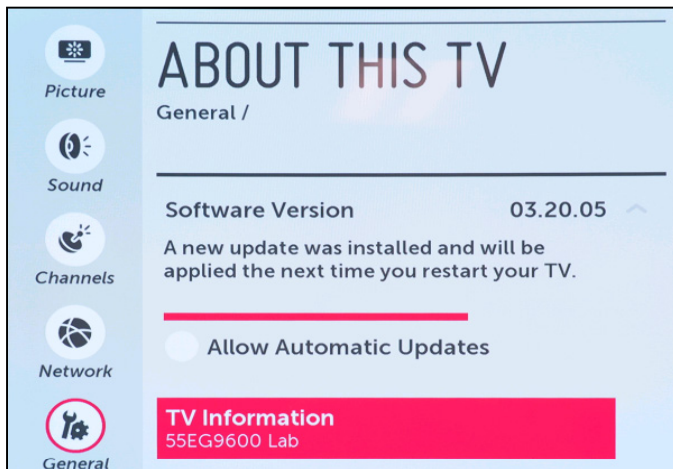 Picture
Sound
Channels
Network
General
ABOUT THIS TV
General /
Software Version 03.20.05
A new update was installed and will be
applied the next time you restart your TV.
Allow Automatic Updates
TV Information
55EG9600 Lab